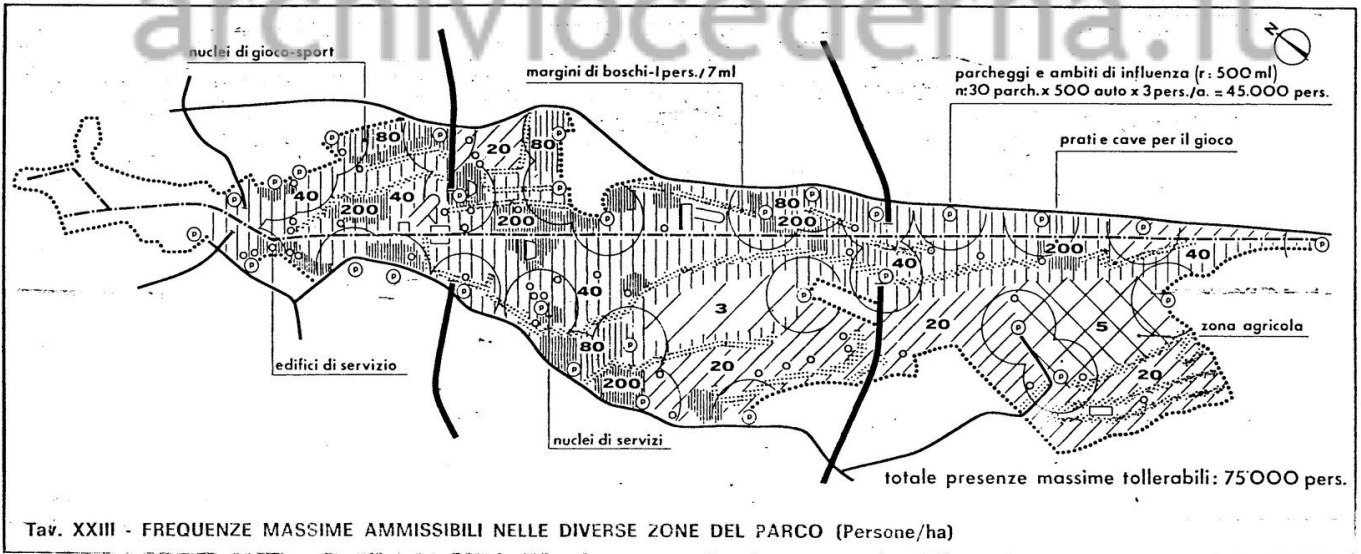 archiviocederna.it
N
nuclei di gioco-sport
margini di boschi-1 pers./7 ml
parcheggi e ambiti di influenza (r: 500 ml)
n:30 parch. x 500 auto x 3 pers./a. = 45.000 pers.
prati e cave per il gioco
80
20
80
40
200
40
200
80
200
200
40
40
40
3
20
5
zona agricola
80
20
20
200
edifici di servizio
nuclei di servizi
P
totale presenze massime tollerabili: 75'000 pers.
Tav. XXIII - FREQUENZE MASSIME AMMISSIBILI NELLE DIVERSE ZONE DEL PARCO (Persone/ha)